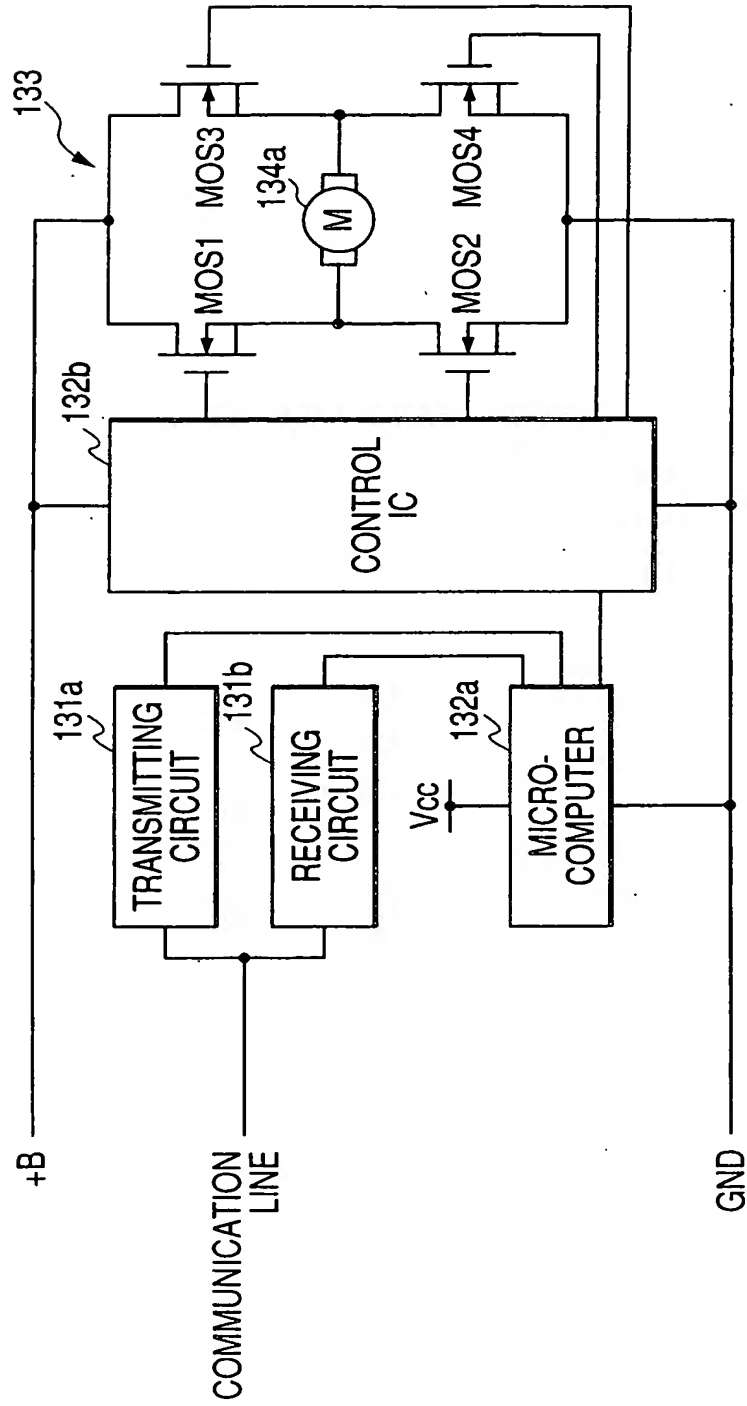 133
MOS3
MOS4
134a
M
MOS1
MOS2
132b
CONTROL
IC
131a
TRANSMITTING
CIRCUIT
131b
RECEIVING
CIRCUIT
Vcc
132a
MICRO-
COMPUTER
+B
COMMUNICATION
LINE
GND